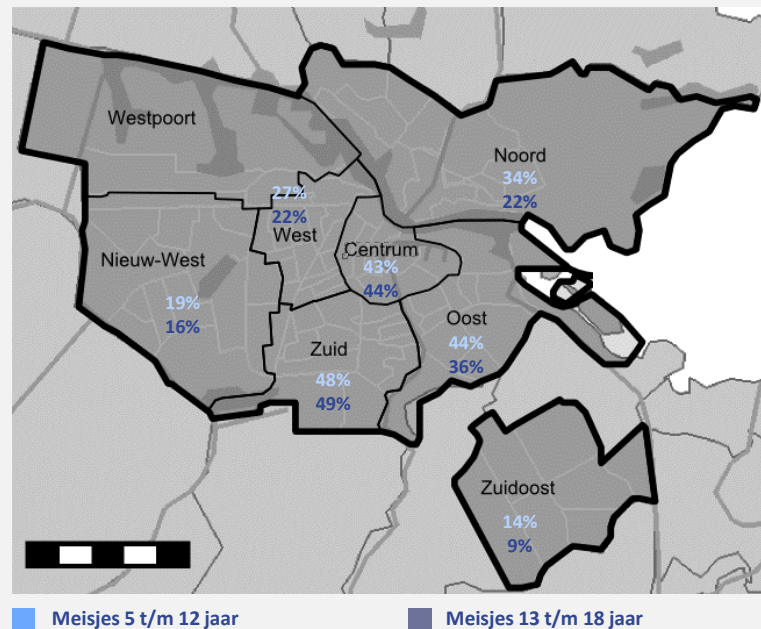 Westpoort
Noord
34%
22%
27%
22%
West
Centrum
43%
44%
Nieuw-West
19%
16%
Oost
44%
36%
Zuid
48%
49%
Zuidoost
14%
9%
Meisjes 5 t/m 12 jaar
Meisjes 13 t/m 18 jaar